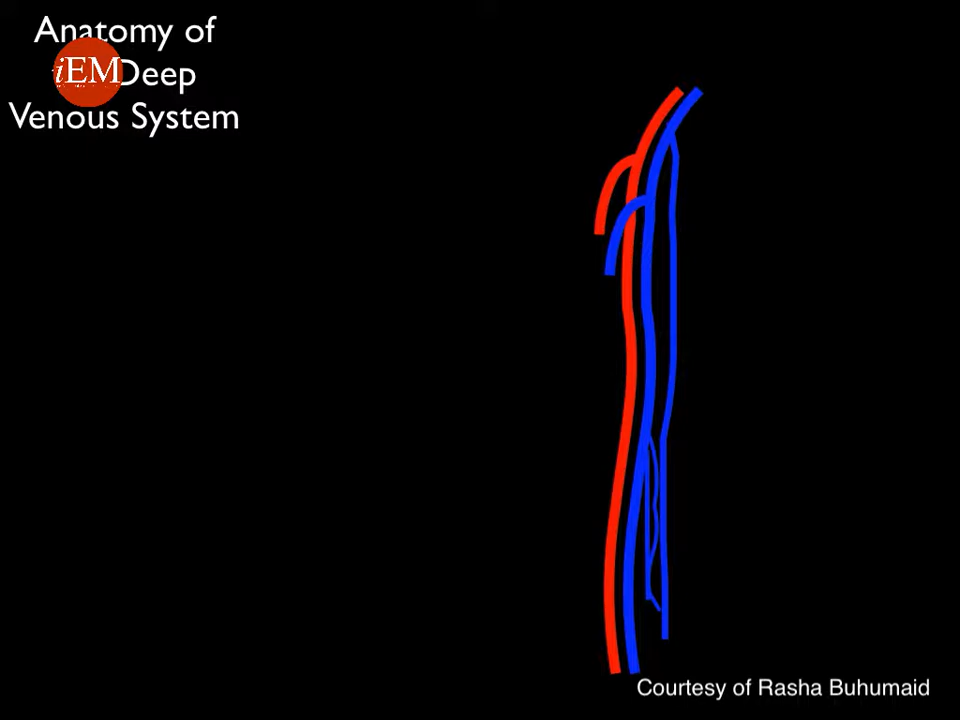 Anatomy of
Deep
Venous System
iEM
Courtesy of Rasha Buhumaid